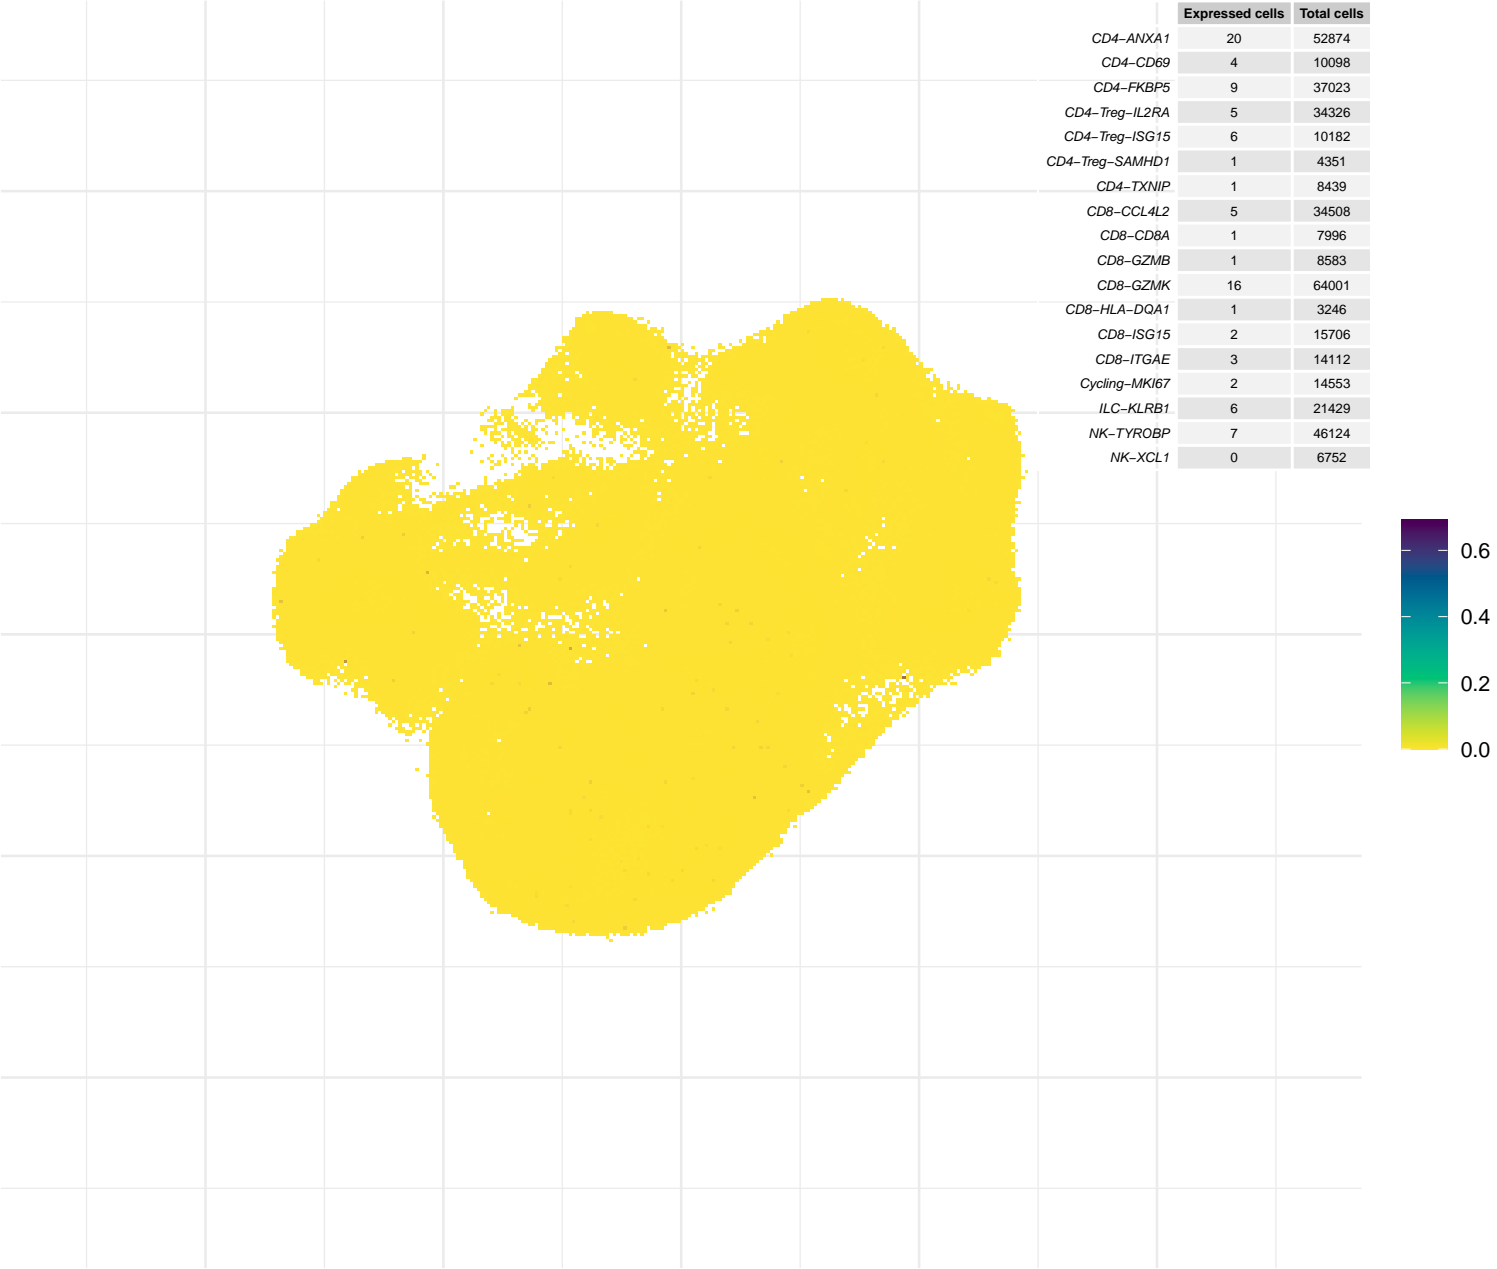 Expressed cells Total cells
CD4−ANXA1 20 52874
CD4−CD69 4 10098
CD4−FKBP5 9 37023
CD4−Treg−IL2RA 5 34326
CD4−Treg−ISG15 6 10182
CD4−Treg−SAMHD1 1 4351
CD4−TXNIP 1 8439
CD8−CCL4L2 5 34508
CD8−CD8A 1 7996
CD8−GZMB 1 8583
CD8−GZMK 16 64001
CD8−HLA−DQA1 1 3246
CD8−ISG15 2 15706
CD8−ITGAE 3 14112
Cycling−MKI67 2 14553
ILC−KLRB1 6 21429
NK−TYROBP 7 46124
NK−XCL1 0 6752
0.6
0.4
0.2
0.0